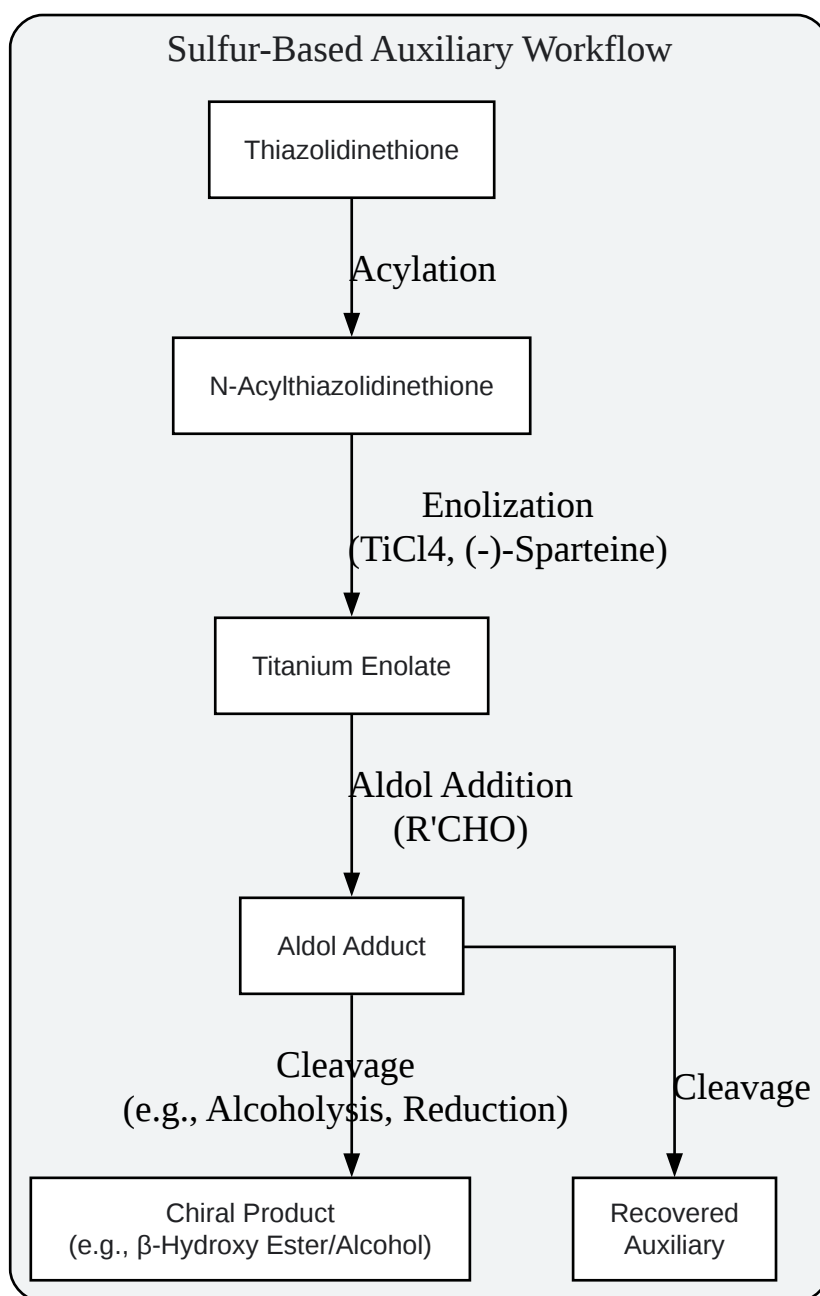 Sulfur-Based Auxiliary Workflow
Thiazolidinethione
Acylation
N-Acylthiazolidinethione
Enolization
(TiCl4, (-)-Sparteine)
Titanium Enolate
Aldol Addition
(R'CHO)
Aldol Adduct
Cleavage
(e.g., Alcoholysis, Reduction)
Cleavage
Chiral Product
(e.g., β-Hydroxy Ester/Alcohol)
Recovered
Auxiliary